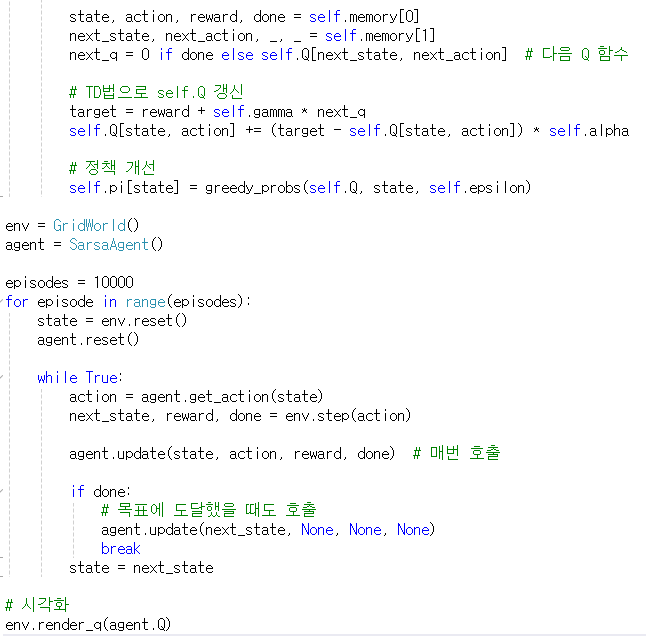 state, action, reward, done = self.memory[0]
next_state, next_action, _, _ = self.memory[1]
next_q = 0 if done else self.Q[next_state, next_action]  # 다음 Q 함수
# TD법으로 self.Q 갱신
target = reward + self.gamma * next_q
self.Q[state, action] += (target - self.Q[state, action]) * self.alpha
# 정책 개선
self.pi[state] = greedy_probs(self.Q, state, self.epsilon)
env = GridWorld()
agent = SarsaAgent()
episodes = 10000
for episode in range(episodes):
state = env.reset()
agent.reset()
while True:
action = agent.get_action(state)
next_state, reward, done = env.step(action)
agent.update(state, action, reward, done)  # 매번 호출
if done:
# 목표에 도달했을 때도 호출
agent.update(next_state, None, None, None)
break
state = next_state
# 시각화
env.render_q(agent.Q)